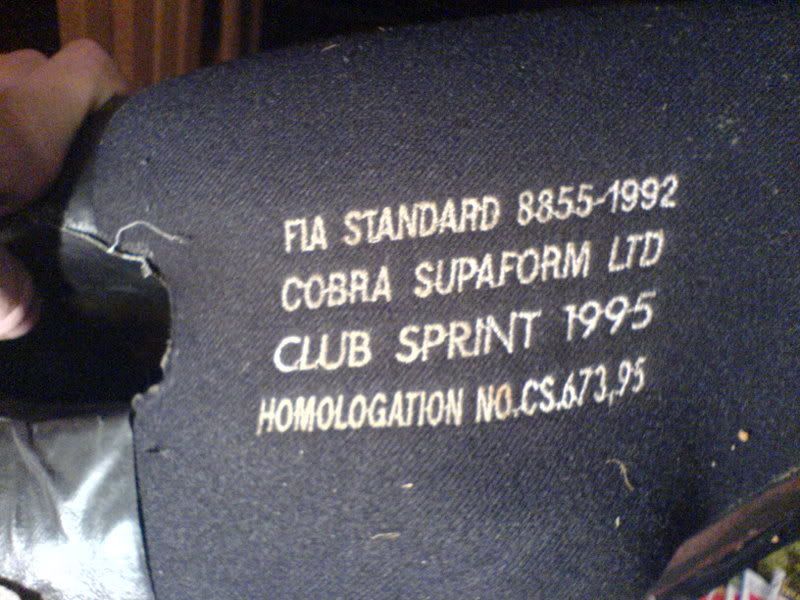 FIA STANDARD 8855-1992
COBRA SUPAFORM LTD
CLUB SPRINT 1995
HOMOLOGATION NO.CS.673,95